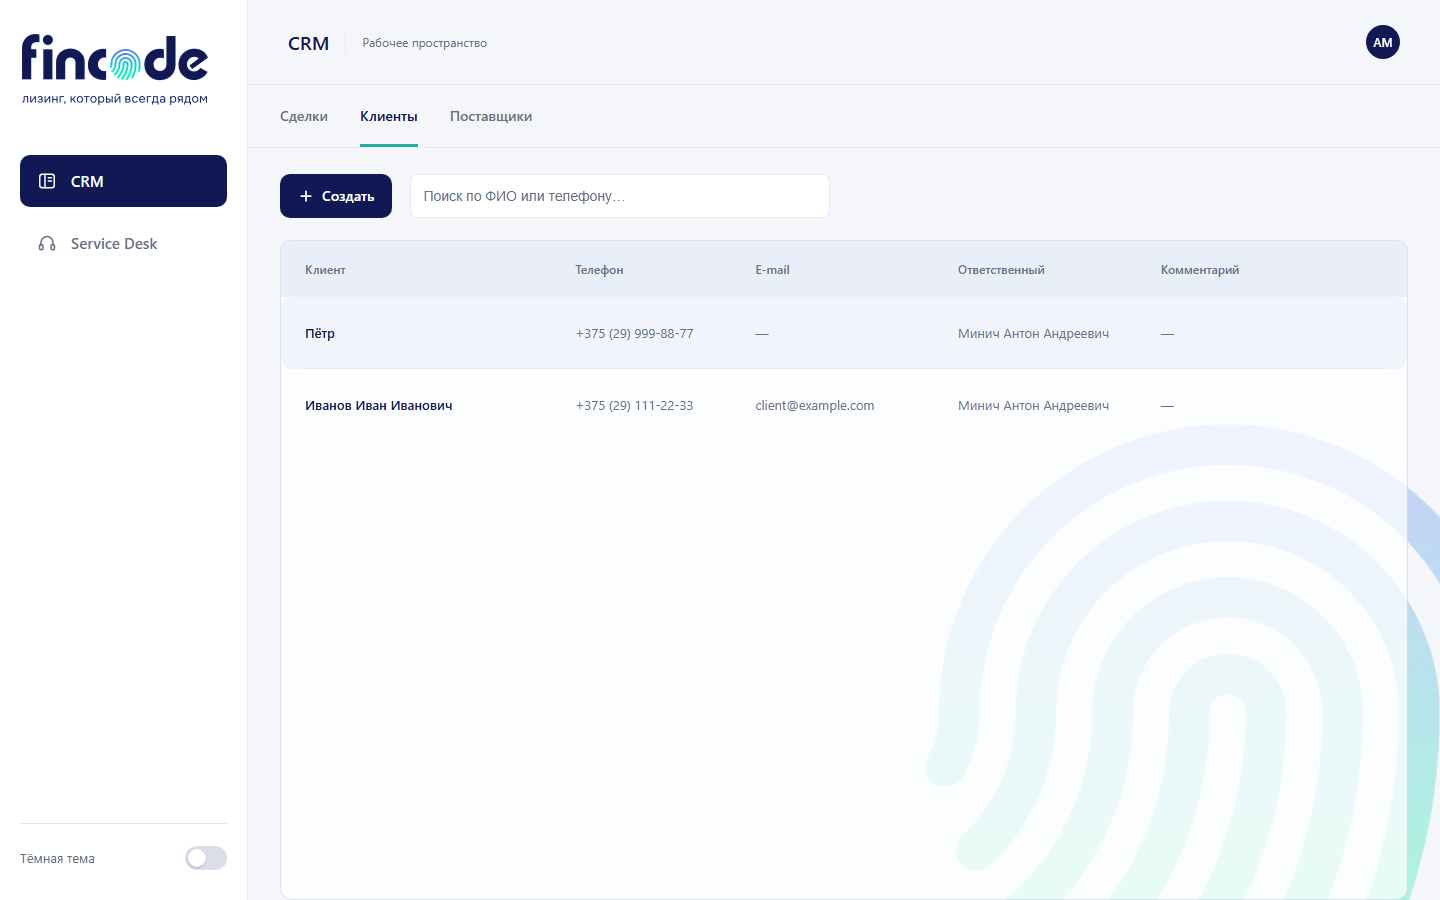 fincode
лизинг, который всегда рядом
CRM
Service Desk
Тёмная тема
CRM
Рабочее пространство
AM
Сделки
Клиенты
Поставщики
+ Создать
Поиск по ФИО или телефону…
Клиент Телефон E-mail Ответственный Комментарий
Пётр +375 (29) 999-88-77 — Минич Антон Андреевич —
Иванов Иван Иванович +375 (29) 111-22-33 client@example.com Минич Антон Андреевич —